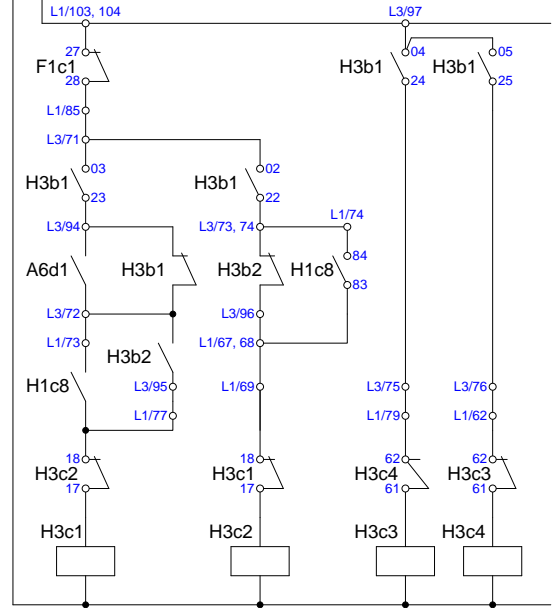 L1/103, 104 L3/97
27 04 05
F1c1 H3b1 H3b1
28 24 25
L1/85
L3/71
03 02
H3b1 H3b1
23 22
L1/74
L3/94 L3/73, 74
84
A6d1 H3b1 H3b2 H1c8
83
L3/72 L3/96
L1/73 L1/67, 68
H3b2
H1c8 L3/95 L1/69 L3/75 L3/76
L1/77 L1/79 L1/62
18 18 62 62
H3c2 H3c1 H3c4 H3c3
17 17 61 61
H3c1 H3c2 H3c3 H3c4